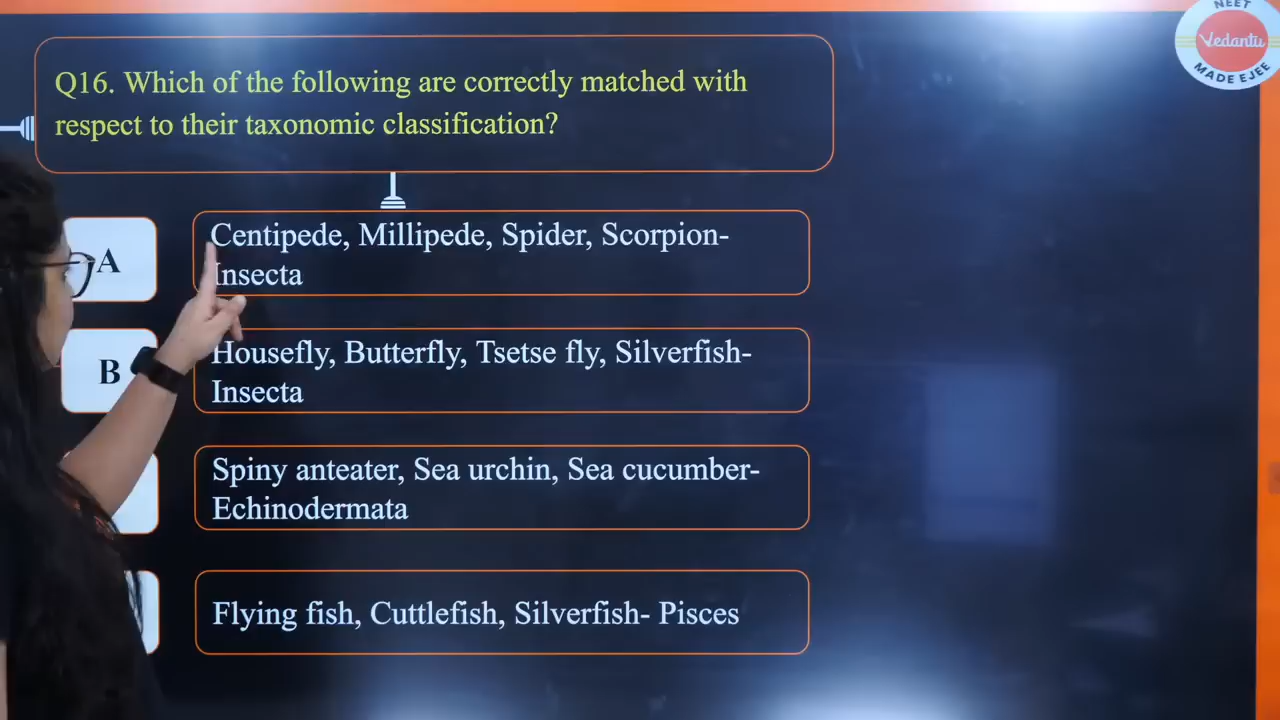 NEET
Vedantu
MADE EJEE
Q16. Which of the following are correctly matched with
respect to their taxonomic classification?
A
Centipede, Millipede, Spider, Scorpion-
Insecta
B
Housefly, Butterfly, Tsetse fly, Silverfish-
Insecta
Spiny anteater, Sea urchin, Sea cucumber-
Echinodermata
Flying fish, Cuttlefish, Silverfish- Pisces